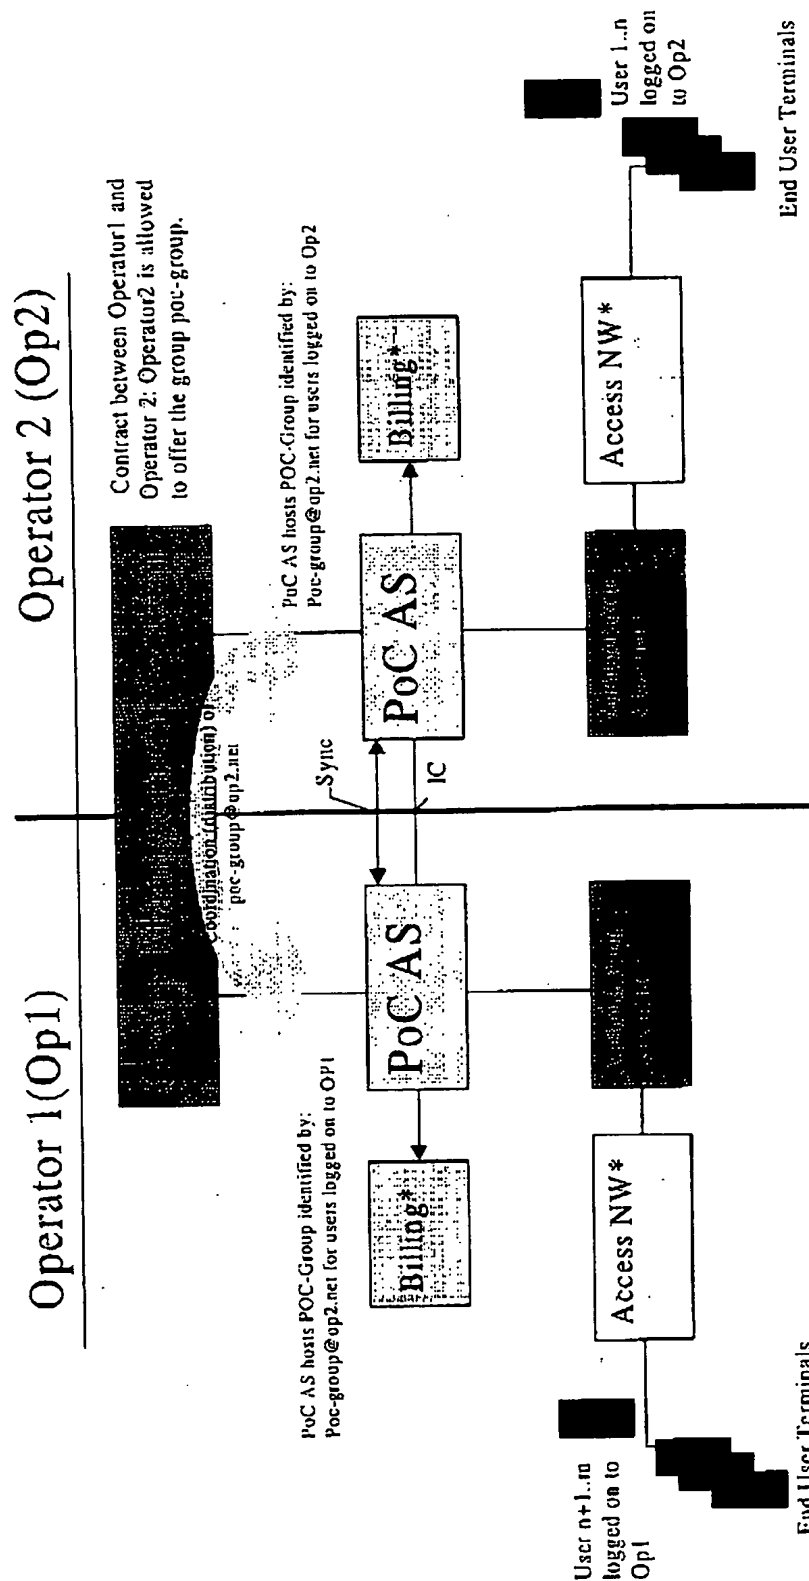 Operator 1(Op1)
Operator 2 (Op2)
Contract between Operator1 and
Operator 2: Operator2 is allowed
to offer the group poc-group.
Coordination (distribution) of
poc-group@op2.net
PoC AS hosts POC-Group identified by:
Poc-group@op2.net for users logged on to OP1
PoC AS hosts POC-Group identified by:
Poc-group@op2.net for users logged on to Op2
Sync
IC
Billing*
PoC AS
PoC AS
Billing*
Access NW*
Access NW*
User n+1..m
logged on to
Op1
User 1..n
logged on
to Op2
End User Terminals
End User Terminals